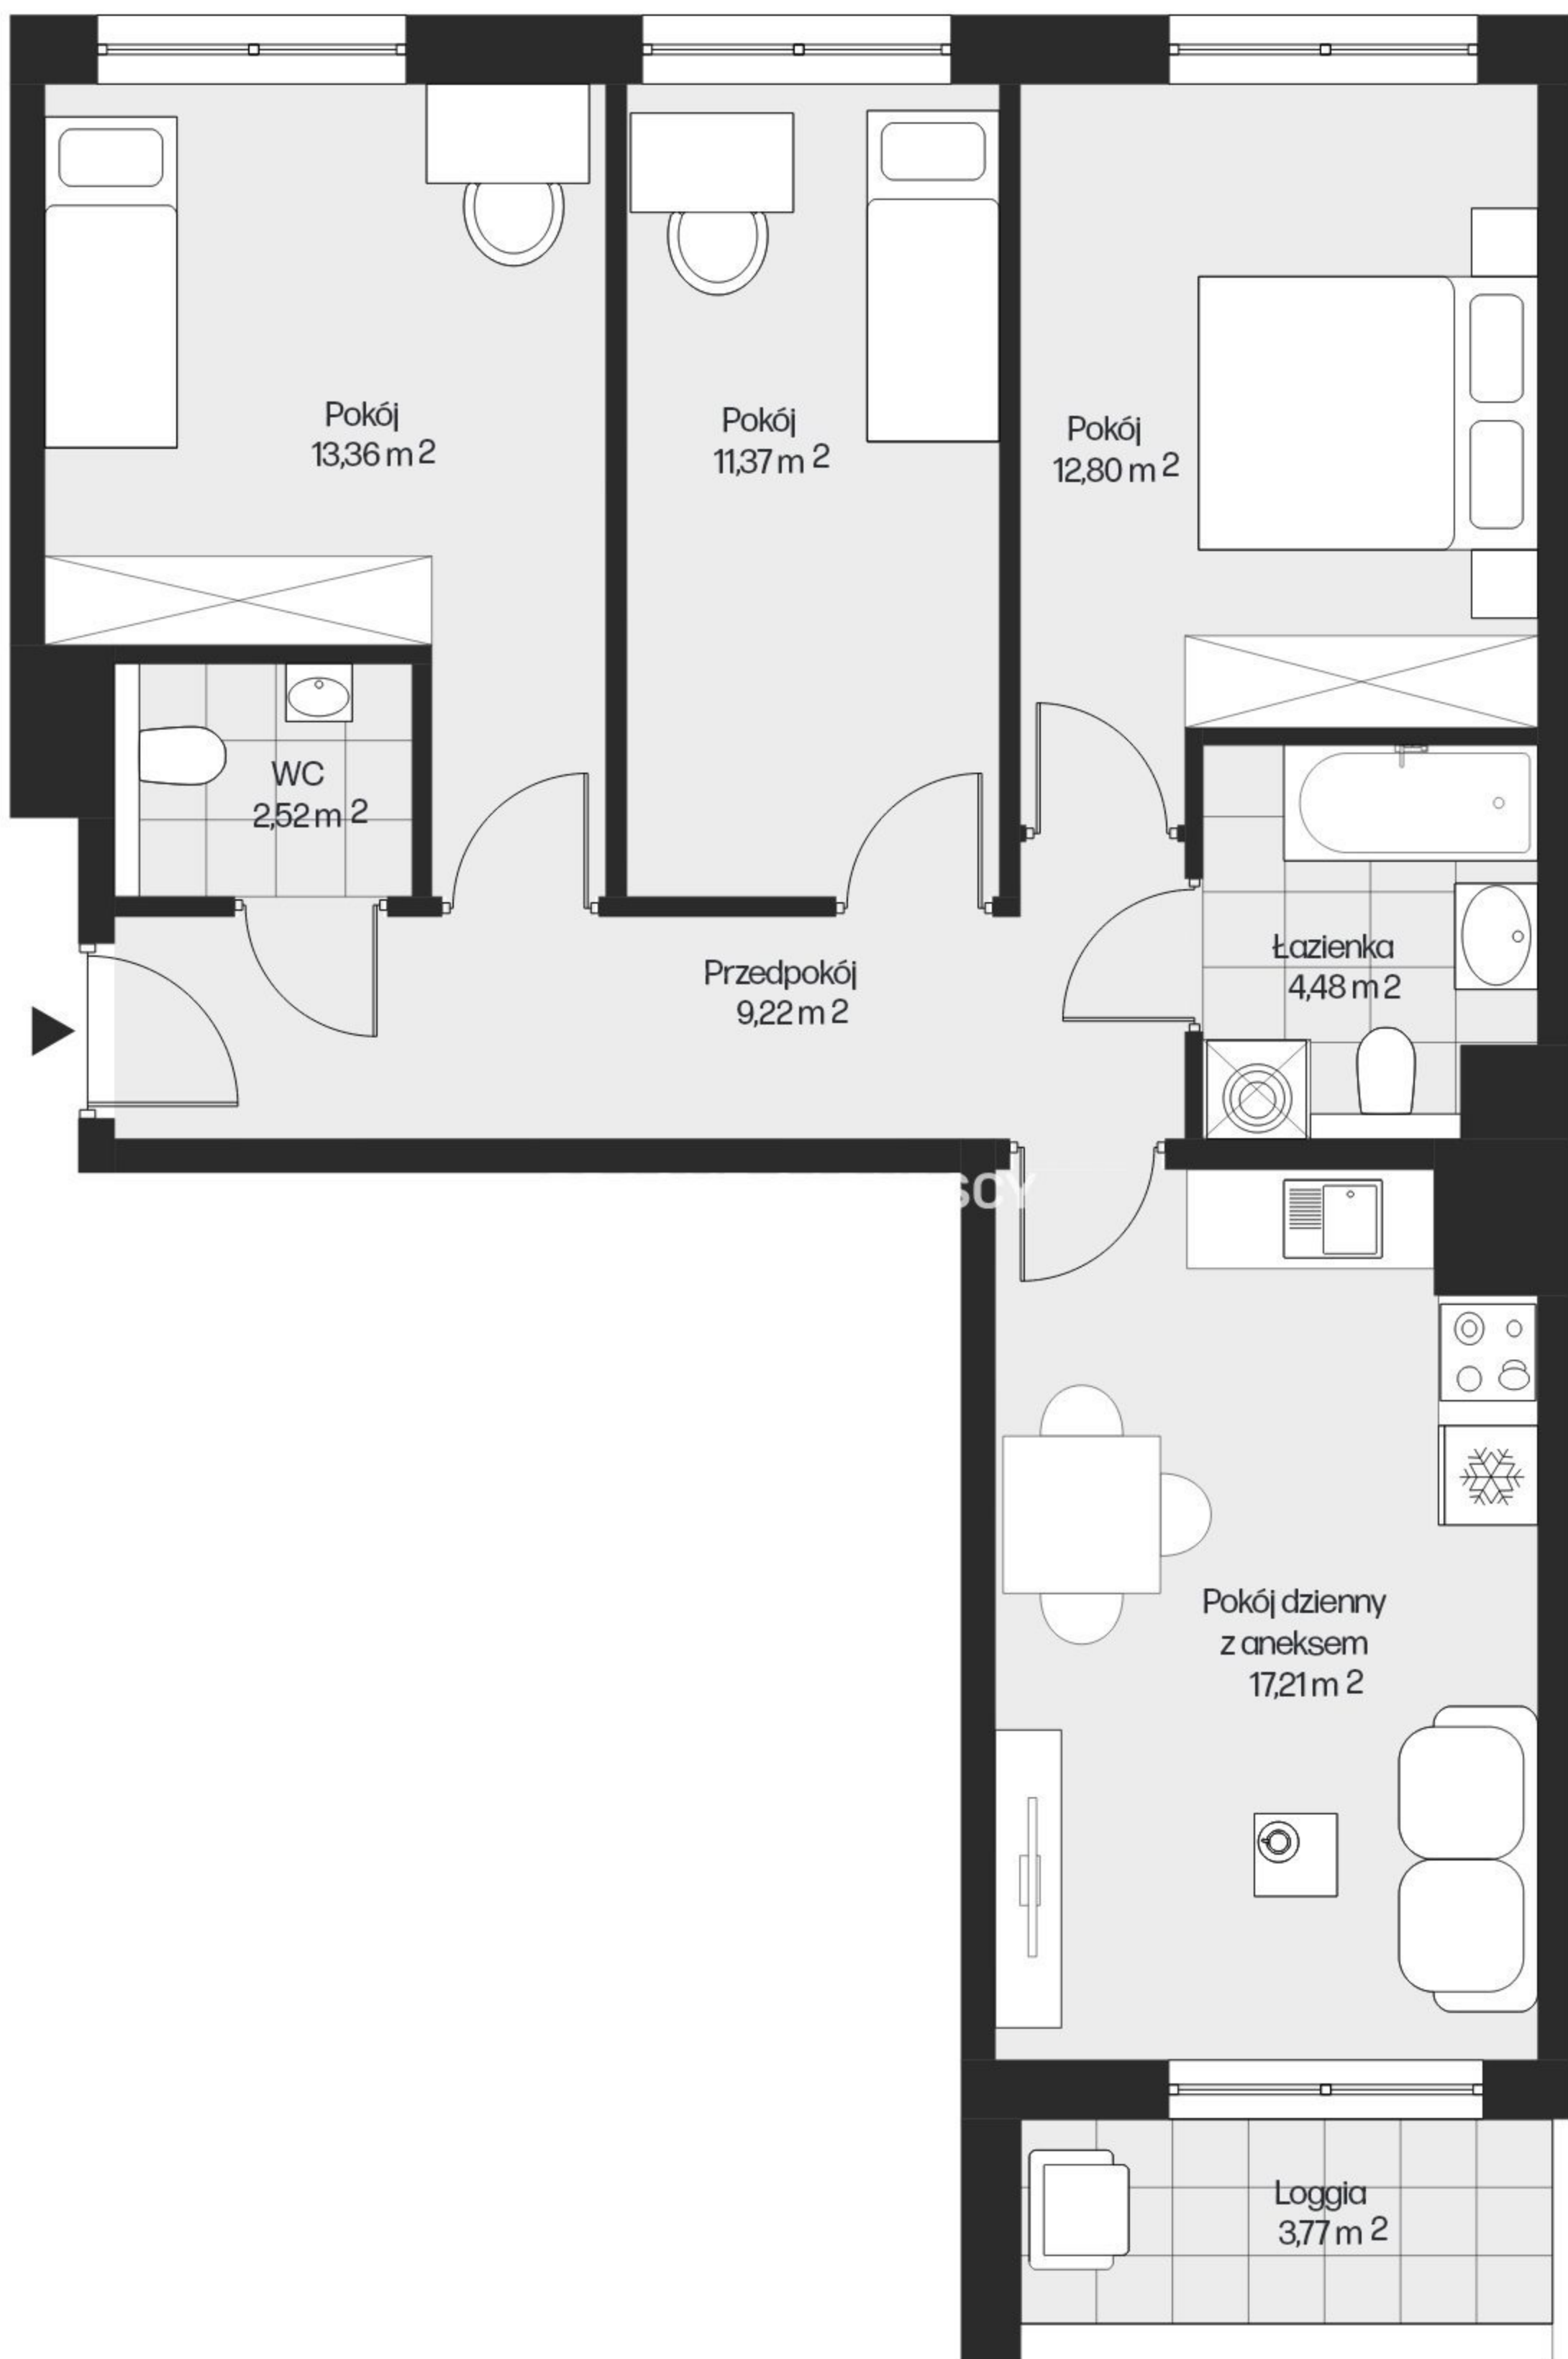 Pokój
13,36 m 2
Pokój
11,37 m 2
Pokój
12,80 m 2
WC
2,52 m 2
Przedpokój
9,22 m 2
Łazienka
4,48 m 2
Pokój dzienny
z aneksem
17,21 m 2
Loggia
3,77 m 2